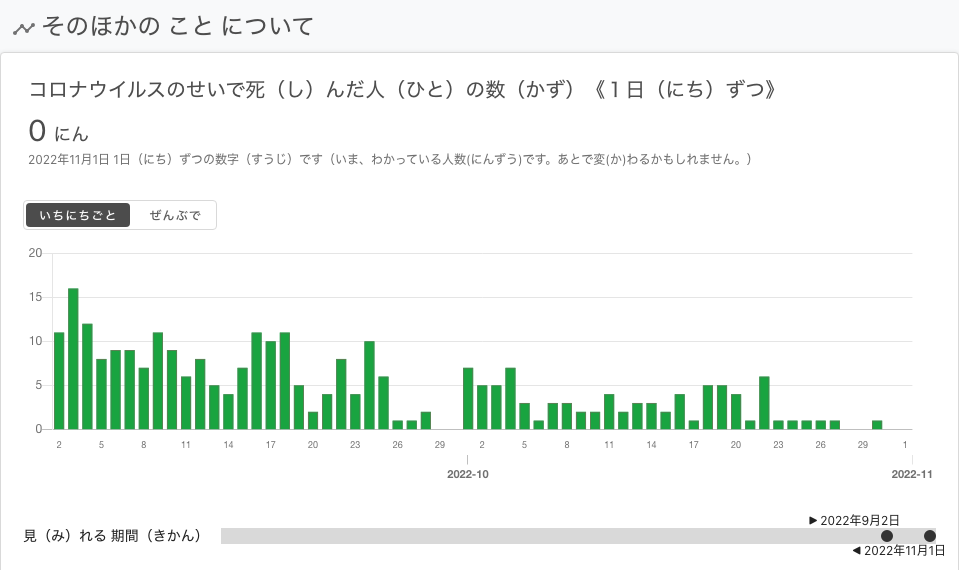 そのほかの こと について
コロナウイルスのせいで死（し）んだ人（ひと）の数（かず）《１日（にち）ずつ》
0 にん
2022年11月1日 1日（にち）ずつの数字（すうじ）です（いま、わかっている人数(にんずう)です。あとで変(か)わるかもしれません。）
いちにちごと ぜんぶで
20
15
10
5
0
2 5 8 11 14 17 20 23 26 29 2 5 8 11 14 17 20 23 26 29 1
2022-10 2022-11
▶ 2022年9月2日
見（み）れる 期間（きかん）
◀ 2022年11月1日